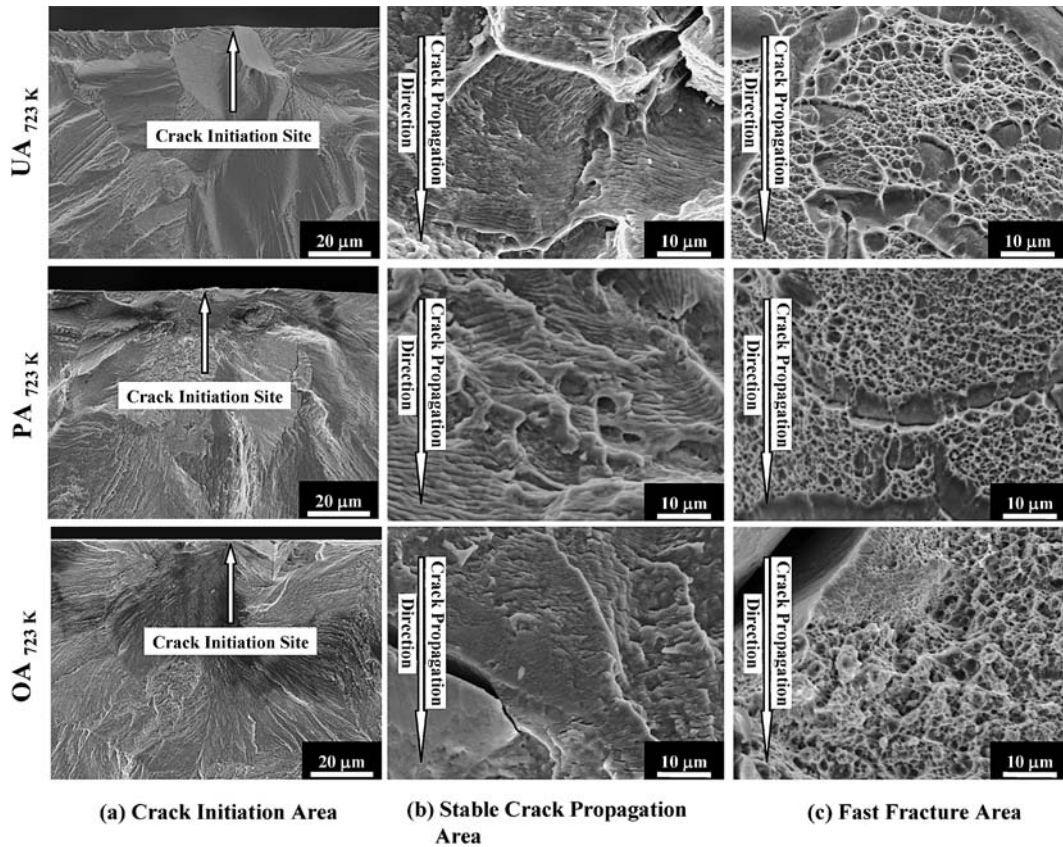 UA 723 K
Crack Initiation Site
20 µm
Crack Propagation
Direction
10 µm
Crack Propagation
Direction
10 µm
PA 723 K
Crack Initiation Site
20 µm
Crack Propagation
Direction
10 µm
Crack Propagation
Direction
10 µm
OA 723 K
Crack Initiation Site
20 µm
Crack Propagation
Direction
10 µm
Crack Propagation
Direction
10 µm
(a) Crack Initiation Area
(b) Stable Crack Propagation
Area
(c) Fast Fracture Area